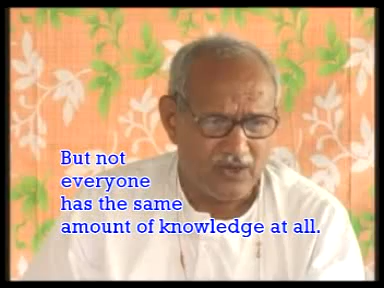 But not
everyone
has the same
amount of knowledge at all.